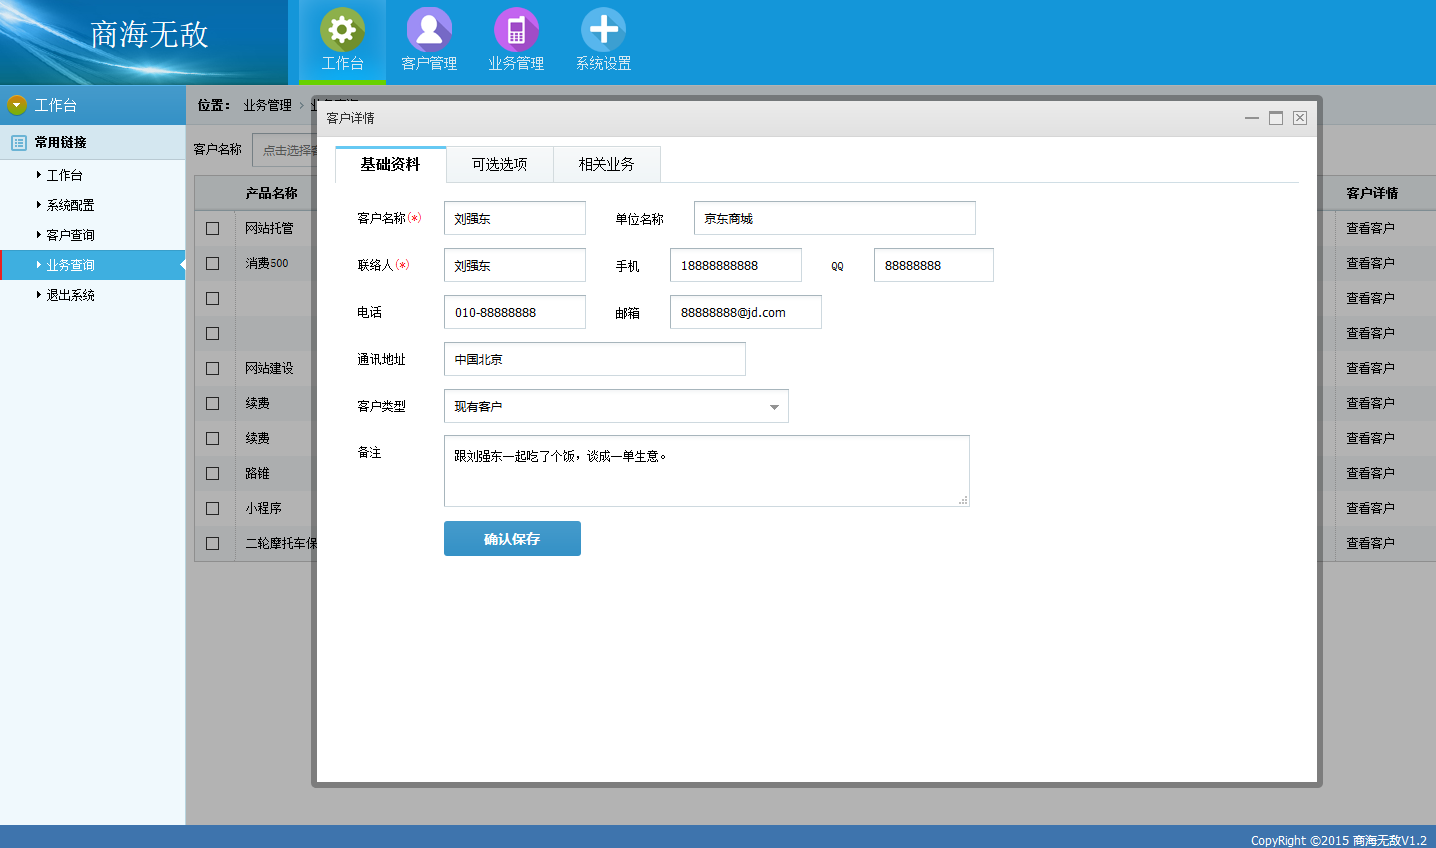 商海无敌
工作台
客户管理
业务管理
系统设置
工作台
常用链接
工作台
系统配置
客户查询
业务查询
退出系统
位置： 业务管理 › 业务查询
客户名称 点击选择
产品名称
网站托管
消费500
网站建设
续费
续费
路锥
小程序
二轮摩托车保
客户详情
基础资料 可选选项 相关业务
客户名称(*) 刘强东 单位名称 京东商城
联络人(*) 刘强东 手机 18888888888 QQ 88888888
电话 010-88888888 邮箱 88888888@jd.com
通讯地址 中国北京
客户类型 现有客户
备注 跟刘强东一起吃了个饭，谈成一单生意。
确认保存
客户详情
查看客户
查看客户
查看客户
查看客户
查看客户
查看客户
查看客户
查看客户
查看客户
查看客户
CopyRight ©2015 商海无敌V1.2